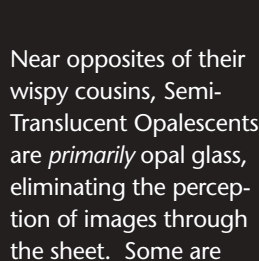 Near opposites of their
wispy cousins, Semi-
Translucent Opalescents
are primarily opal glass,
eliminating the percep-
tion of images through
the sheet.  Some are